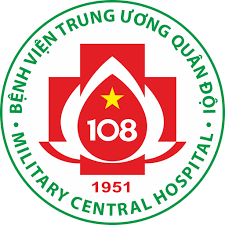 BỆNH VIỆN TRUNG ƯƠNG QUÂN ĐỘI
108
1951
MILITARY CENTRAL HOSPITAL